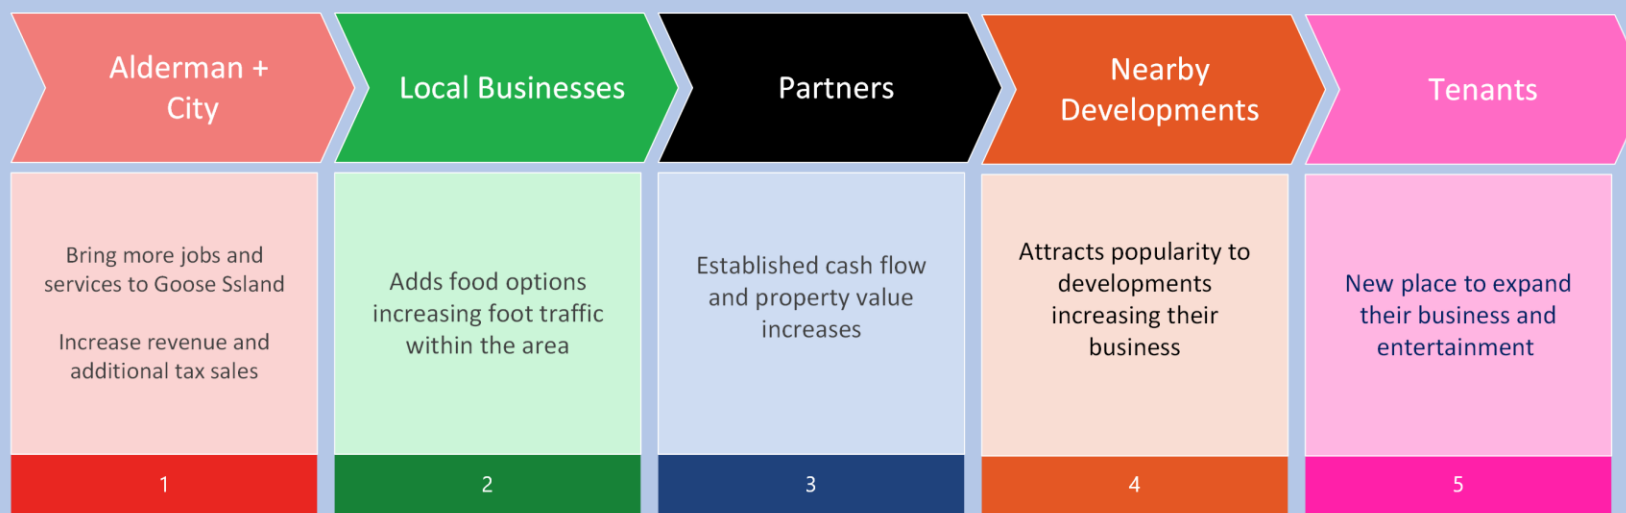 Alderman +
City
Local Businesses
Partners
Nearby
Developments
Tenants
Bring more jobs and
services to Goose Ssland
Increase revenue and
additional tax sales
Adds food options
increasing foot traffic
within the area
Established cash flow
and property value
increases
Attracts popularity to
developments
increasing their
business
New place to expand
their business and
entertainment
1
2
3
4
5